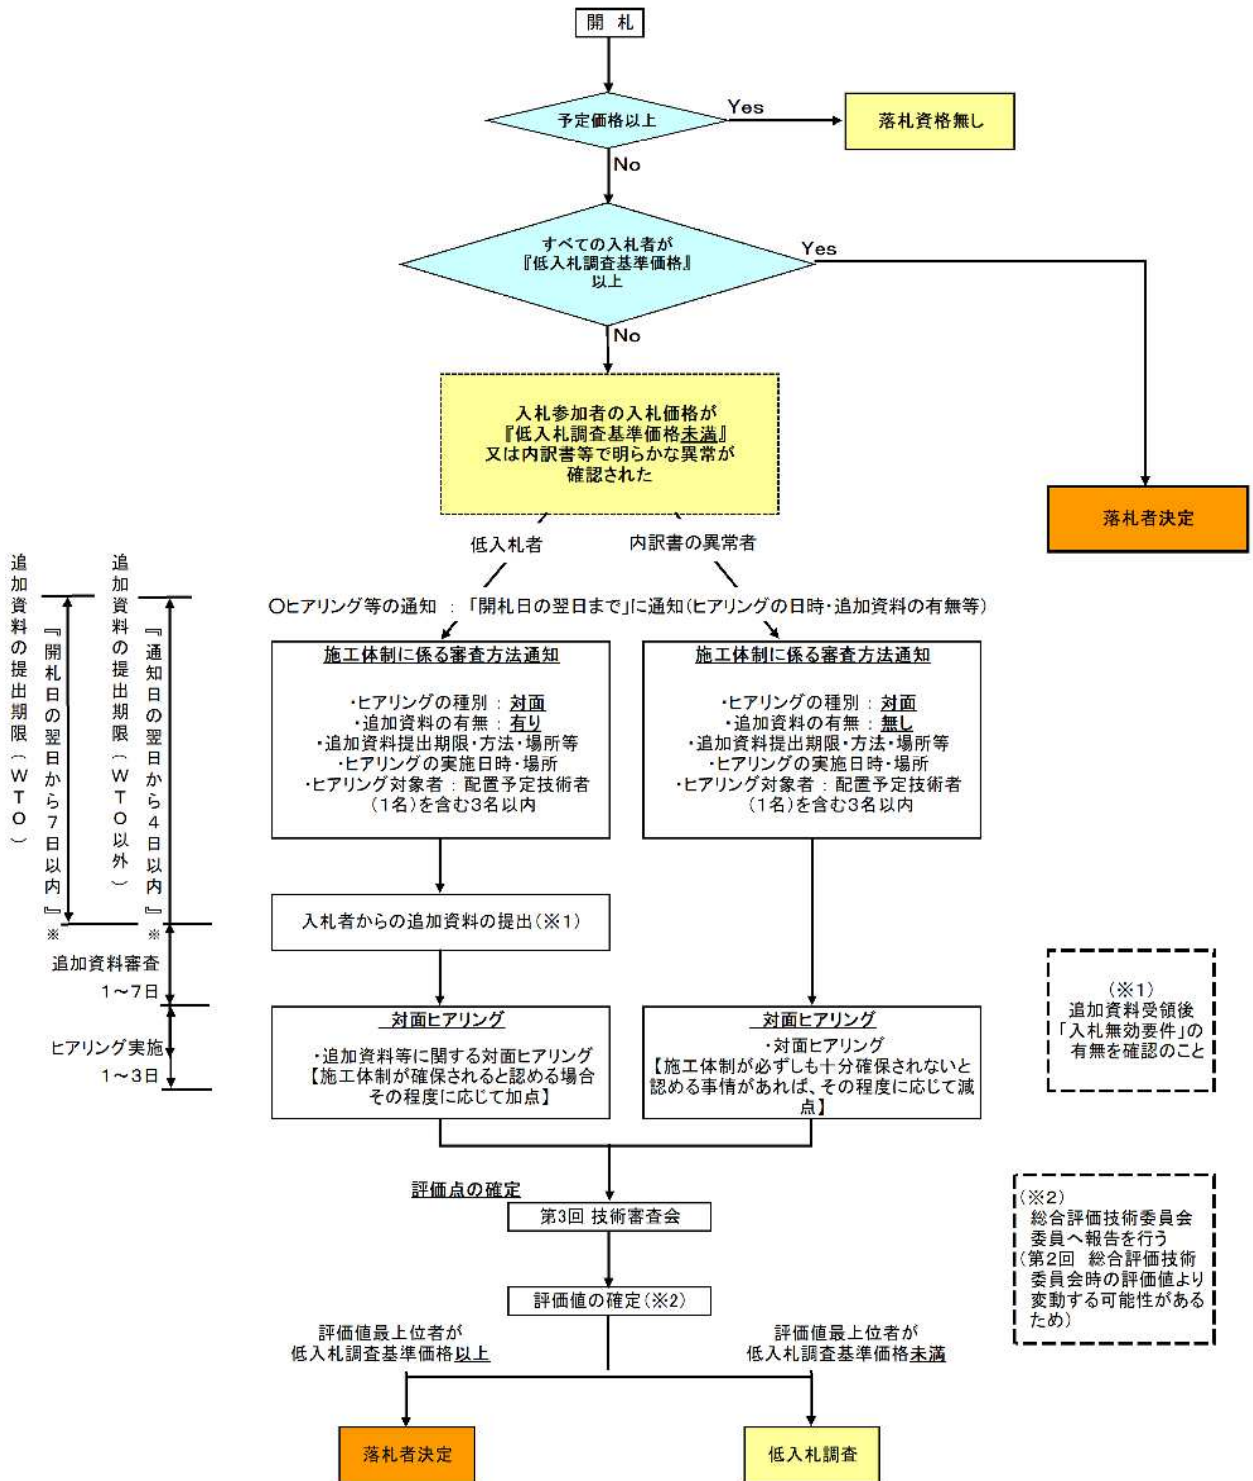 開 札
予定価格以上
Yes
落札資格無し
No
すべての入札者が
『低入札調査基準価格』
以上
Yes
No
入札参加者の入札価格が
『低入札調査基準価格未満』
又は内訳書等で明らかな異常が
確認された
落札者決定
低入札者
内訳書の異常者
〇ヒアリング等の通知 : 「開札日の翌日まで」に通知(ヒアリングの日時・追加資料の有無等)
追加資料の提出期限(WTO)
『開札日の翌日から7日以内』※
追加資料の提出期限(WTO以外)
『通知日の翌日から4日以内』※
施工体制に係る審査方法通知
・ヒアリングの種別 : 対面
・追加資料の有無 : 有り
・追加資料提出期限・方法・場所等
・ヒアリングの実施日時・場所
・ヒアリング対象者 : 配置予定技術者
(1名)を含む3名以内
施工体制に係る審査方法通知
・ヒアリングの種別 : 対面
・追加資料の有無 : 無し
・追加資料提出期限・方法・場所等
・ヒアリングの実施日時・場所
・ヒアリング対象者 : 配置予定技術者
(1名)を含む3名以内
入札者からの追加資料の提出(※1)
追加資料審査
1～7日
ヒアリング実施
1～3日
対面ヒアリング
・追加資料等に関する対面ヒアリング
【施工体制が確保されると認める場合
その程度に応じて加点】
対面ヒアリング
・対面ヒアリング
【施工体制が必ずしも十分確保されないと
認める事情があれば、その程度に応じて減
点】
(※1)
追加資料受領後
「入札無効要件」の
有無を確認のこと
評価点の確定
第3回 技術審査会
評価値の確定(※2)
(※2)
総合評価技術委員会
委員へ報告を行う
(第2回 総合評価技術
委員会時の評価値より
変動する可能性がある
ため)
評価値最上位者が
低入札調査基準価格以上
評価値最上位者が
低入札調査基準価格未満
落札者決定
低入札調査